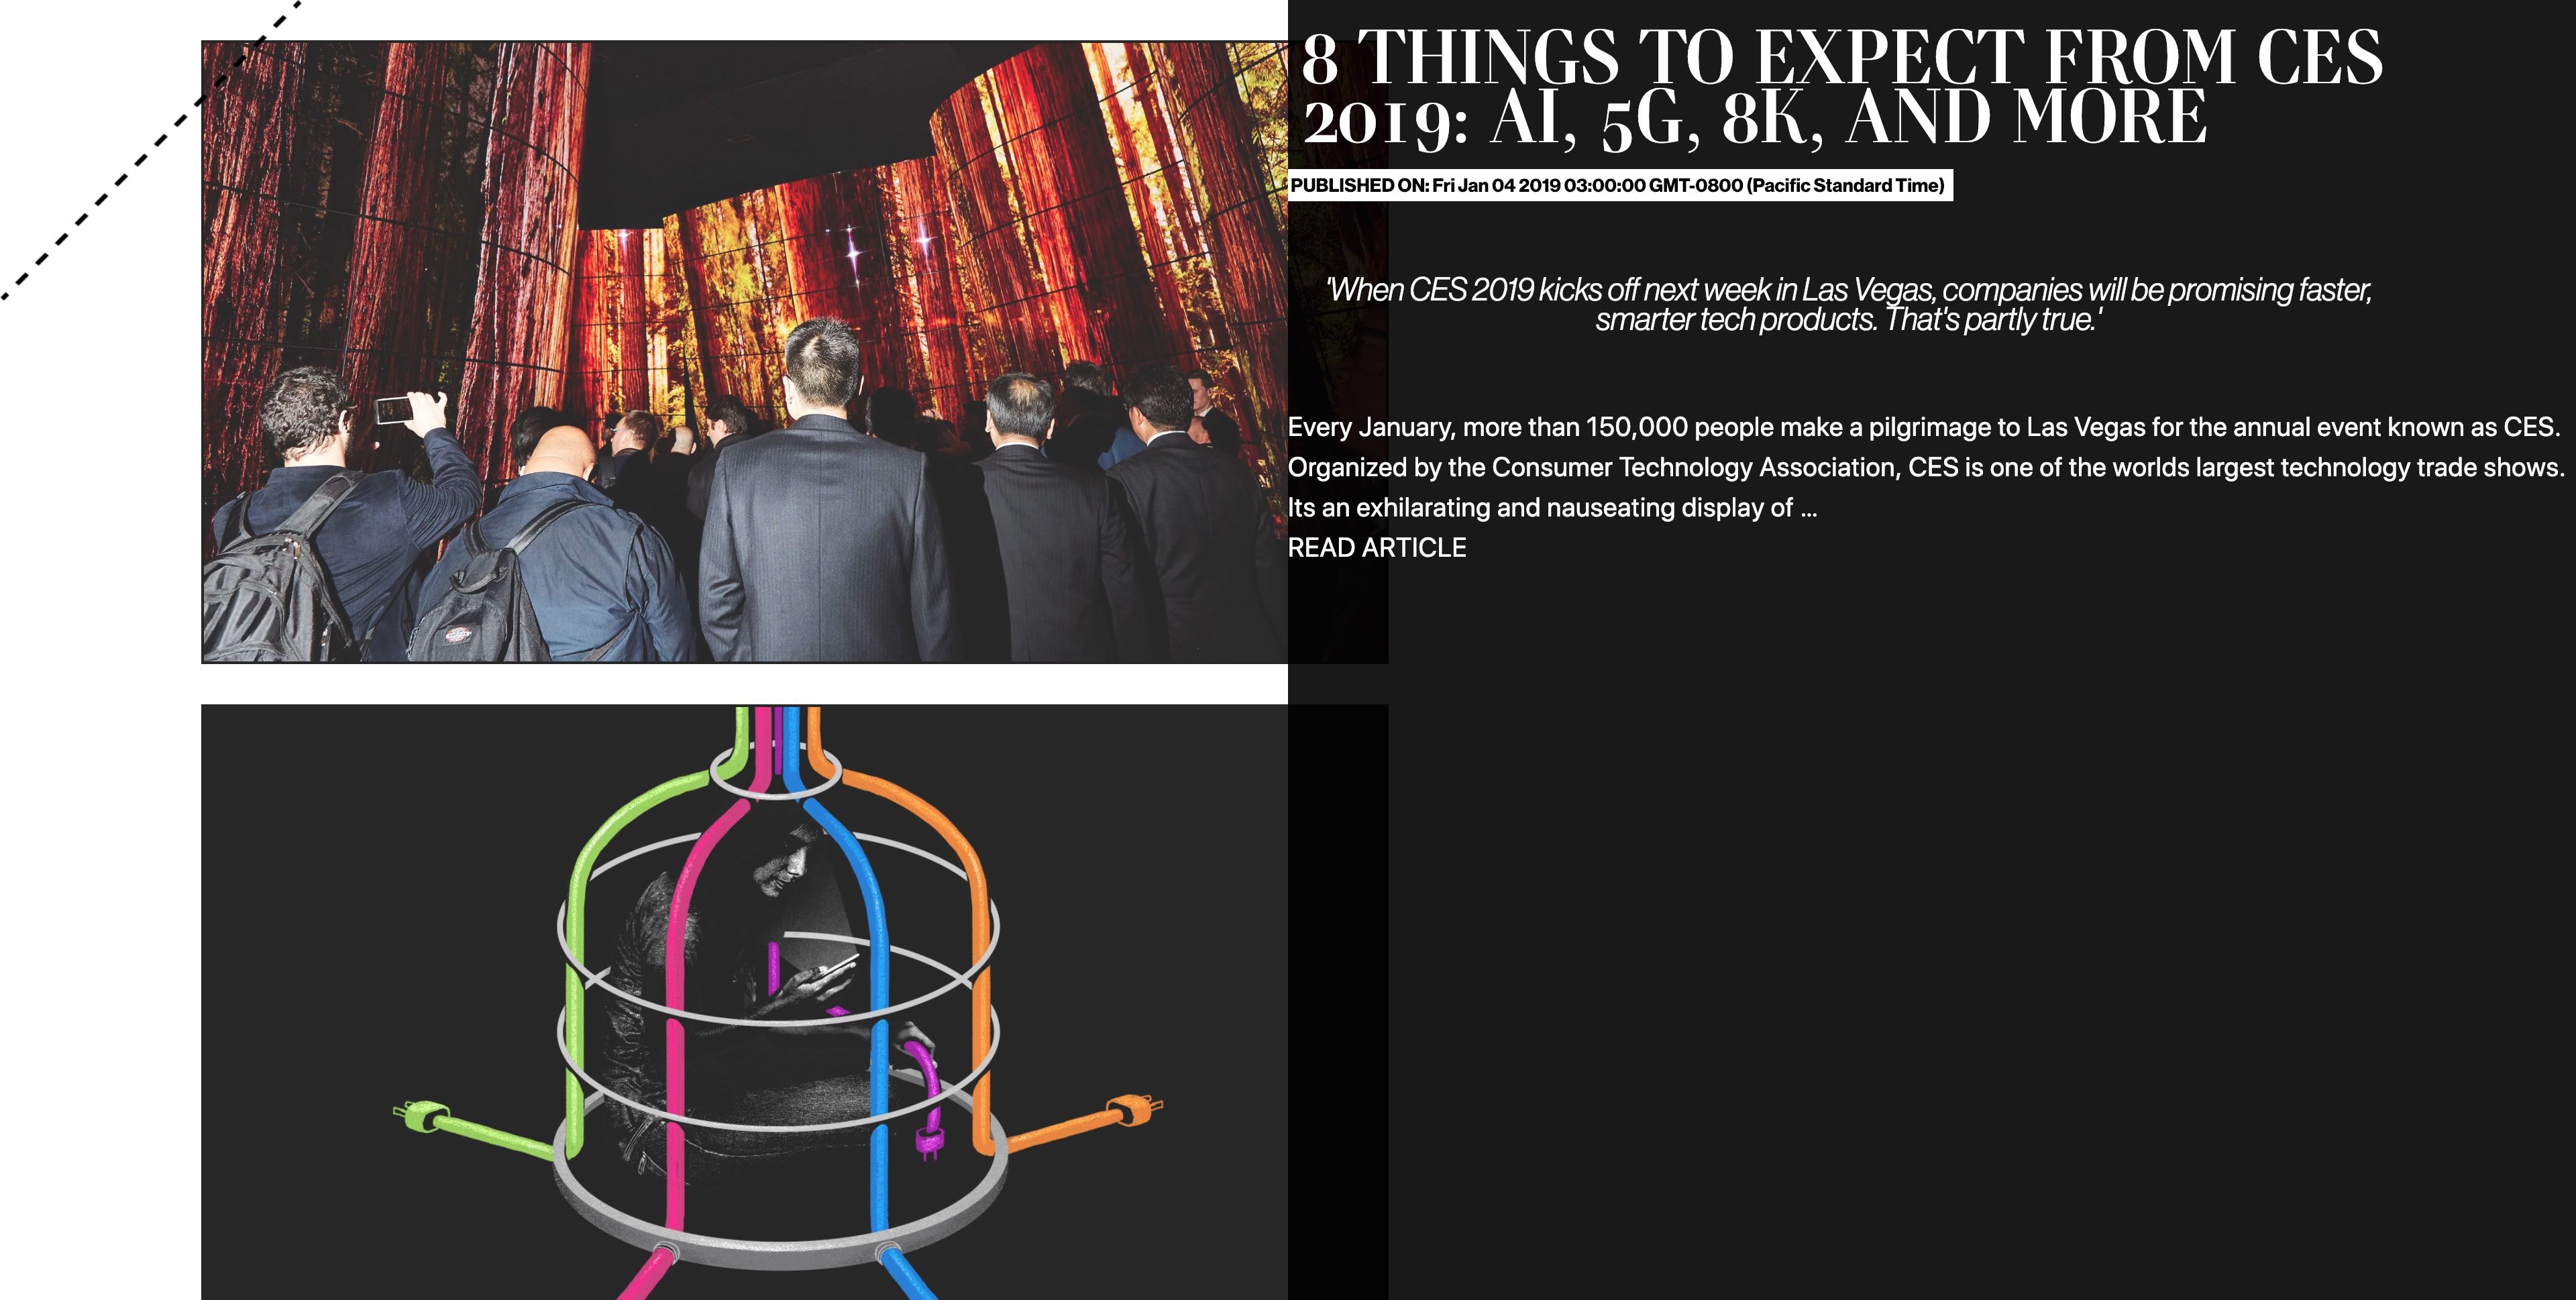 8 THINGS TO EXPECT FROM CES
2019: AI, 5G, 8K, AND MORE
PUBLISHED ON: Fri Jan 04 2019 03:00:00 GMT-0800 (Pacific Standard Time)
'When CES 2019 kicks off next week in Las Vegas, companies will be promising faster,
smarter tech products. That's partly true.'
Every January, more than 150,000 people make a pilgrimage to Las Vegas for the annual event known as CES.
Organized by the Consumer Technology Association, CES is one of the worlds largest technology trade shows.
Its an exhilarating and nauseating display of ...
READ ARTICLE